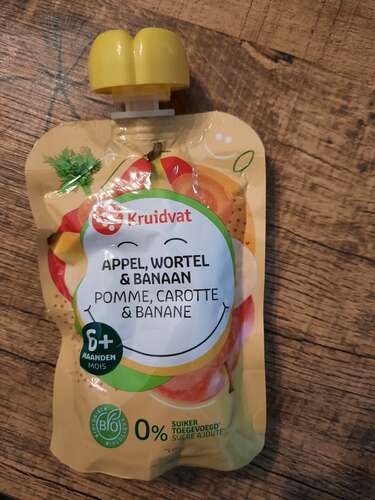 Kruidvat
APPEL, WORTEL
& BANAAN
POMME, CAROTTE
& BANANE
6+
MAANDEN
MOIS
BIO
0% SUIKER
TOEGEVOEGD
SUCRE AJOUTÉ